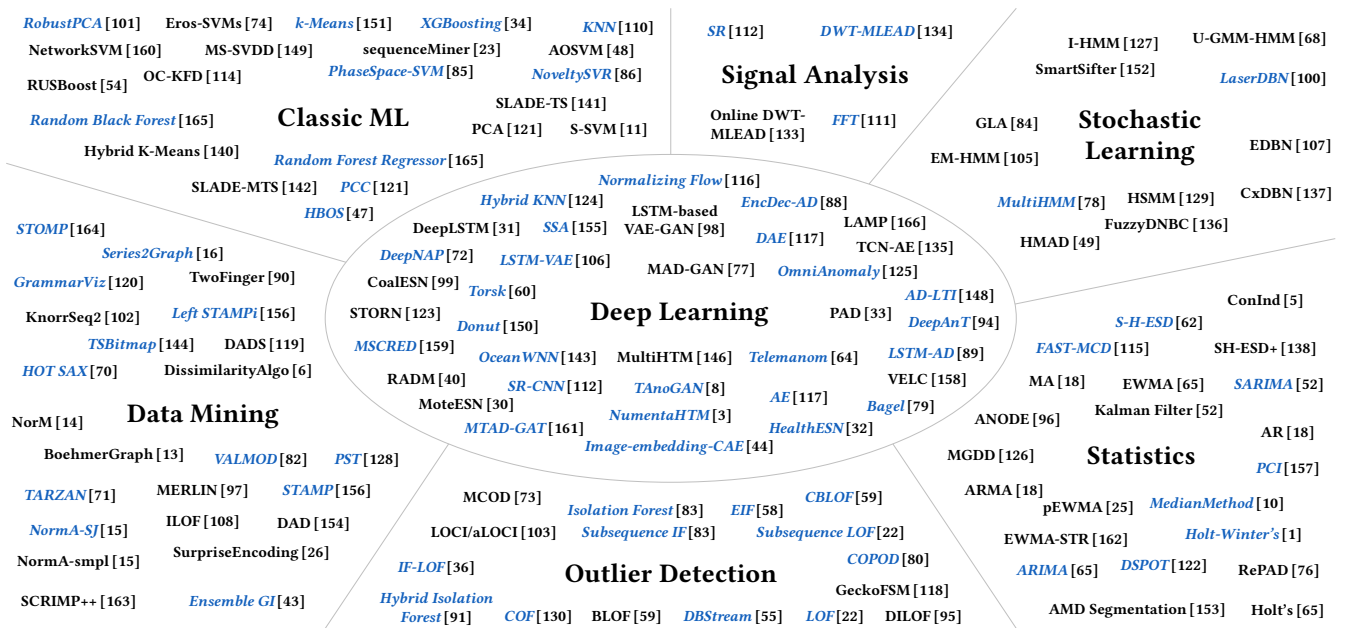 RobustPCA [101] Eros-SVMs [74] k-Means [151] XGBoosting [34] KNN [110]
NetworkSVM [160] MS-SVDD [149] sequenceMiner [23] AOSVM [48]
RUSBoost [54] OC-KFD [114] PhaseSpace-SVM [85] NoveltySVR [86]
SLADE-TS [141]
Random Black Forest [165] Classic ML
PCA [121] S-SVM [11]
Hybrid K-Means [140] Random Forest Regressor [165]
SLADE-MTS [142] PCC [121]
HBOS [47]
SR [112] DWT-MLEAD [134]
Signal Analysis
Online DWT-
MLEAD [133] FFT [111]
I-HMM [127] U-GMM-HMM [68]
SmartSifter [152] LaserDBN [100]
GLA [84] Stochastic
Learning
EM-HMM [105] EDBN [107]
MultiHMM [78] HSMM [129] CxDBN [137]
FuzzyDNBC [136]
HMAD [49]
STOMP [164]
Series2Graph [16]
GrammarViz [120] TwoFinger [90]
KnorrSeq2 [102] Left STAMPi [156]
TSBitmap [144] DADS [119]
HOT SAX [70] DissimilarityAlgo [6]
NorM [14] Data Mining
BoehmerGraph [13] VALMOD [82] PST [128]
TARZAN [71] MERLIN [97] STAMP [156]
NormA-SJ [15] ILOF [108] DAD [154]
NormA-smpl [15] SurpriseEncoding [26]
SCRIMP++ [163] Ensemble GI [43]
Normalizing Flow [116]
Hybrid KNN [124] LSTM-based
VAE-GAN [98] EncDec-AD [88]
DeepLSTM [31] SSA [155] DAE [117] LAMP [166]
DeepNAP [72] LSTM-VAE [106] TCN-AE [135]
MAD-GAN [77] OmniAnomaly [125]
CoalESN [99] Torsk [60] AD-LTI [148]
STORN [123] Donut [150] Deep Learning PAD [33] DeepAnT [94]
MSCRED [159] OceanWNN [143] MultiHTM [146] Telemanom [64] LSTM-AD [89]
RADM [40] SR-CNN [112] TAnoGAN [8] AE [117] VELC [158]
MoteESN [30] NumentaHTM [3] Bagel [79]
MTAD-GAT [161] HealthESN [32]
Image-embedding-CAE [44]
MCOD [73] Isolation Forest [83] EIF [58] CBLOF [59]
LOCI/aLOCI [103] Subsequence IF [83] Subsequence LOF [22]
IF-LOF [36] Outlier Detection COPOD [80]
GeckoFSM [118]
Hybrid Isolation
Forest [91] COF [130] BLOF [59] DBStream [55] LOF [22] DILOF [95]
ConInd [5]
S-H-ESD [62]
FAST-MCD [115] SH-ESD+ [138]
MA [18] EWMA [65] SARIMA [52]
ANODE [96] Kalman Filter [52]
AR [18]
MGDD [126] Statistics PCI [157]
ARMA [18] pEWMA [25] MedianMethod [10]
EWMA-STR [162] Holt-Winter's [1]
ARIMA [65] DSPOT [122] RePAD [76]
AMD Segmentation [153] Holt's [65]